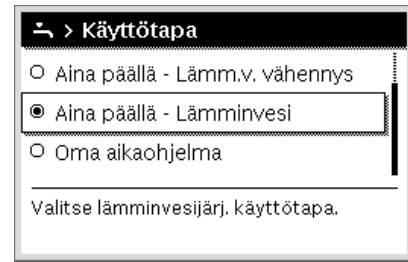 > Käyttötapa
Aina päällä - Lämm.v. vähennys
Aina päällä - Lämminvesi
Oma aikaohjelma
Valitse lämminvesijärj. käyttötapa.